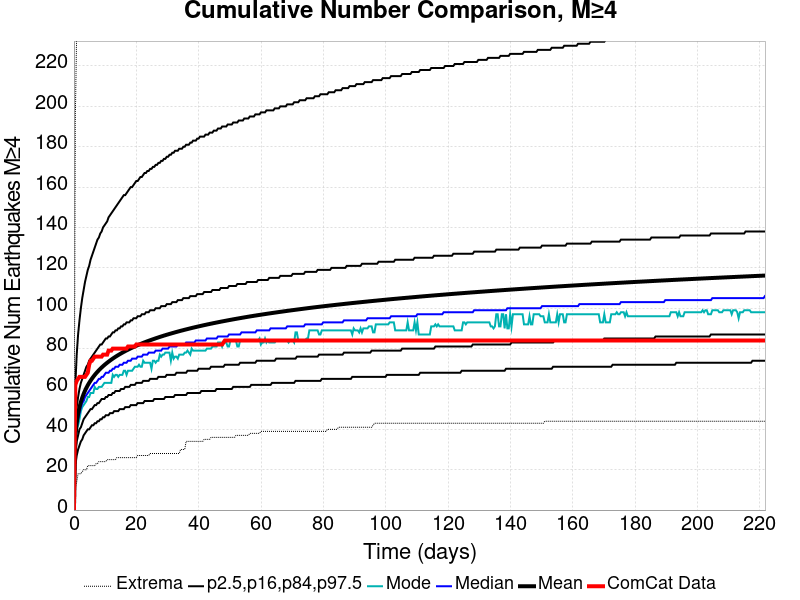 Cumulative Number Comparison, M≥4
Cumulative Num Earthquakes M≥4
220
200
180
160
140
120
100
80
60
40
20
0
0 20 40 60 80 100 120 140 160 180 200 220
Time (days)
Extrema p2.5,p16,p84,p97.5 Mode Median Mean ComCat Data